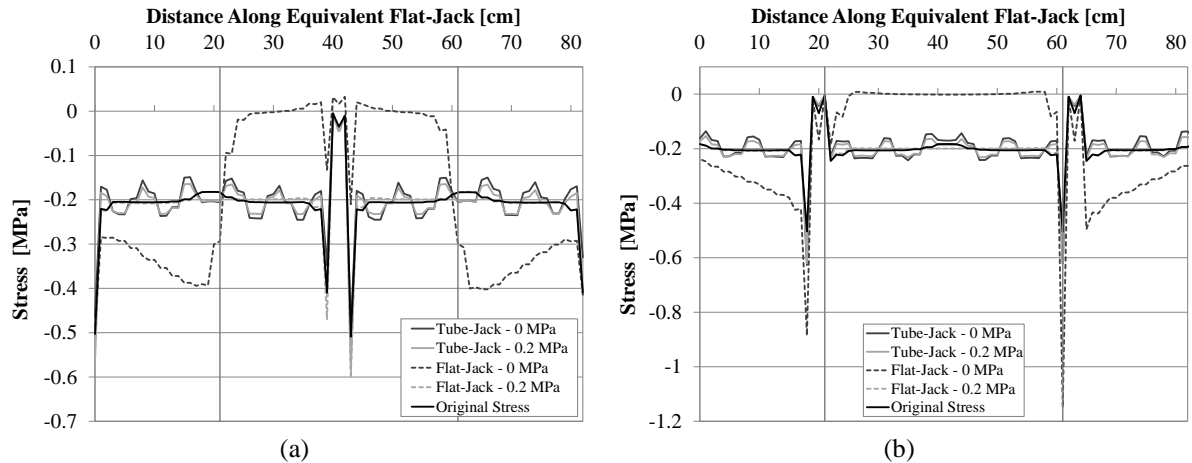 Distance Along Equivalent Flat-Jack [cm]
0 10 20 30 40 50 60 70 80
0.1
0
-0.1
-0.2
-0.3
-0.4
-0.5
-0.6
-0.7
Stress [MPa]
Tube-Jack - 0 MPa
Tube-Jack - 0.2 MPa
Flat-Jack - 0 MPa
Flat-Jack - 0.2 MPa
Original Stress
(a)
Distance Along Equivalent Flat-Jack [cm]
0 10 20 30 40 50 60 70 80
0
-0.2
-0.4
-0.6
-0.8
-1
-1.2
Stress [MPa]
Tube-Jack - 0 MPa
Tube-Jack - 0.2 MPa
Flat-Jack - 0 MPa
Flat-Jack - 0.2 MPa
Original Stress
(b)